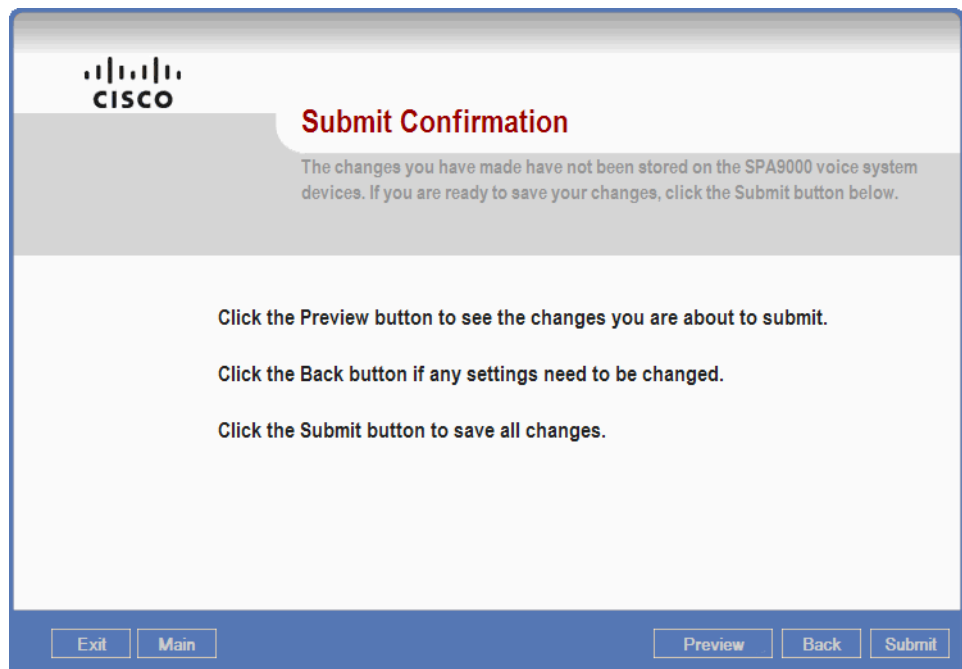 CISCO
Submit Confirmation
The changes you have made have not been stored on the SPA9000 voice system
devices. If you are ready to save your changes, click the Submit button below.
Click the Preview button to see the changes you are about to submit.
Click the Back button if any settings need to be changed.
Click the Submit button to save all changes.
Exit Main Preview Back Submit